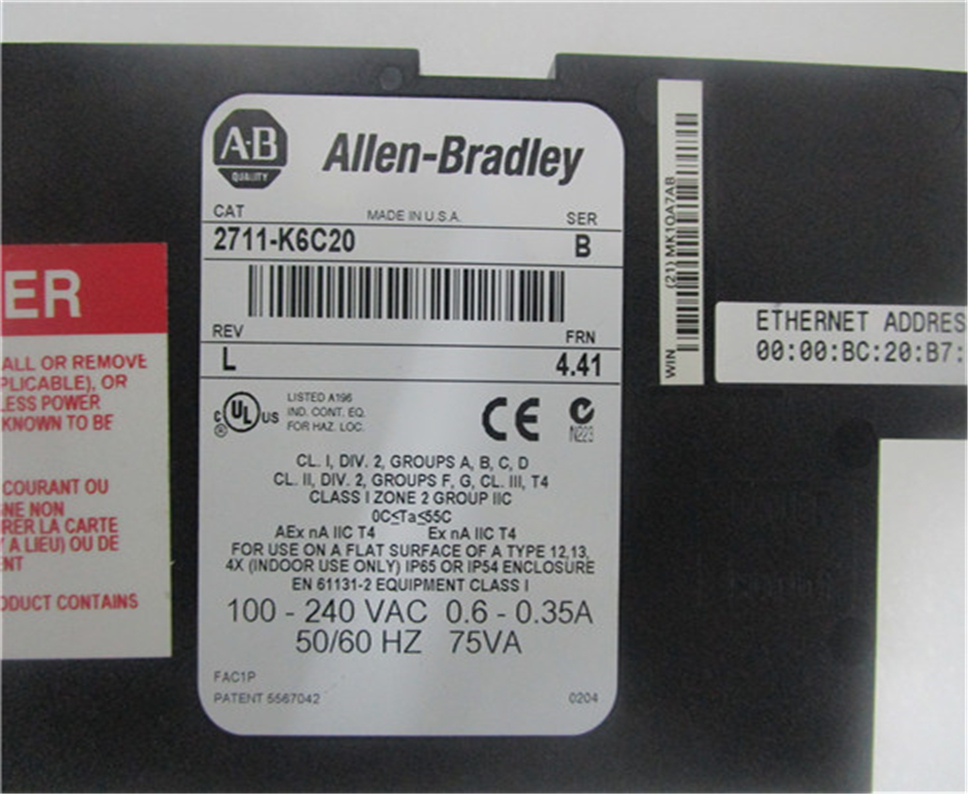 A-B
QUALITY
Allen-Bradley
CAT
MADE IN U.S.A.
SER
2711-K6C20
B
REV
FRN
L
4.41
c UL US
®
LISTED A196
IND. CONT. EQ.
FOR HAZ. LOC.
CE
N223
CL. I, DIV. 2, GROUPS A, B, C, D
CL. II, DIV. 2, GROUPS F, G, CL. III, T4
CLASS I ZONE 2 GROUP IIC
0C≤Ta≤55C
AEx nA IIC T4 Ex nA IIC T4
FOR USE ON A FLAT SURFACE OF A TYPE 12,13,
4X (INDOOR USE ONLY) IP65 OR IP54 ENCLOSURE
EN 61131-2 EQUIPMENT CLASS I
100 - 240 VAC 0.6 - 0.35A
50/60 HZ 75VA
FAC1P
PATENT 5567042
0204
ER
ALL OR REMOVE
PLICABLE), OR
LESS POWER
KNOWN TO BE
COURANT OU
GNE NON
RER LA CARTE
Y A LIEU) OU DE
ENT
ODUCT CONTAINS
WIN (21) MK1QA7AB
ETHERNET ADDRES
00:00:BC:20:B7: